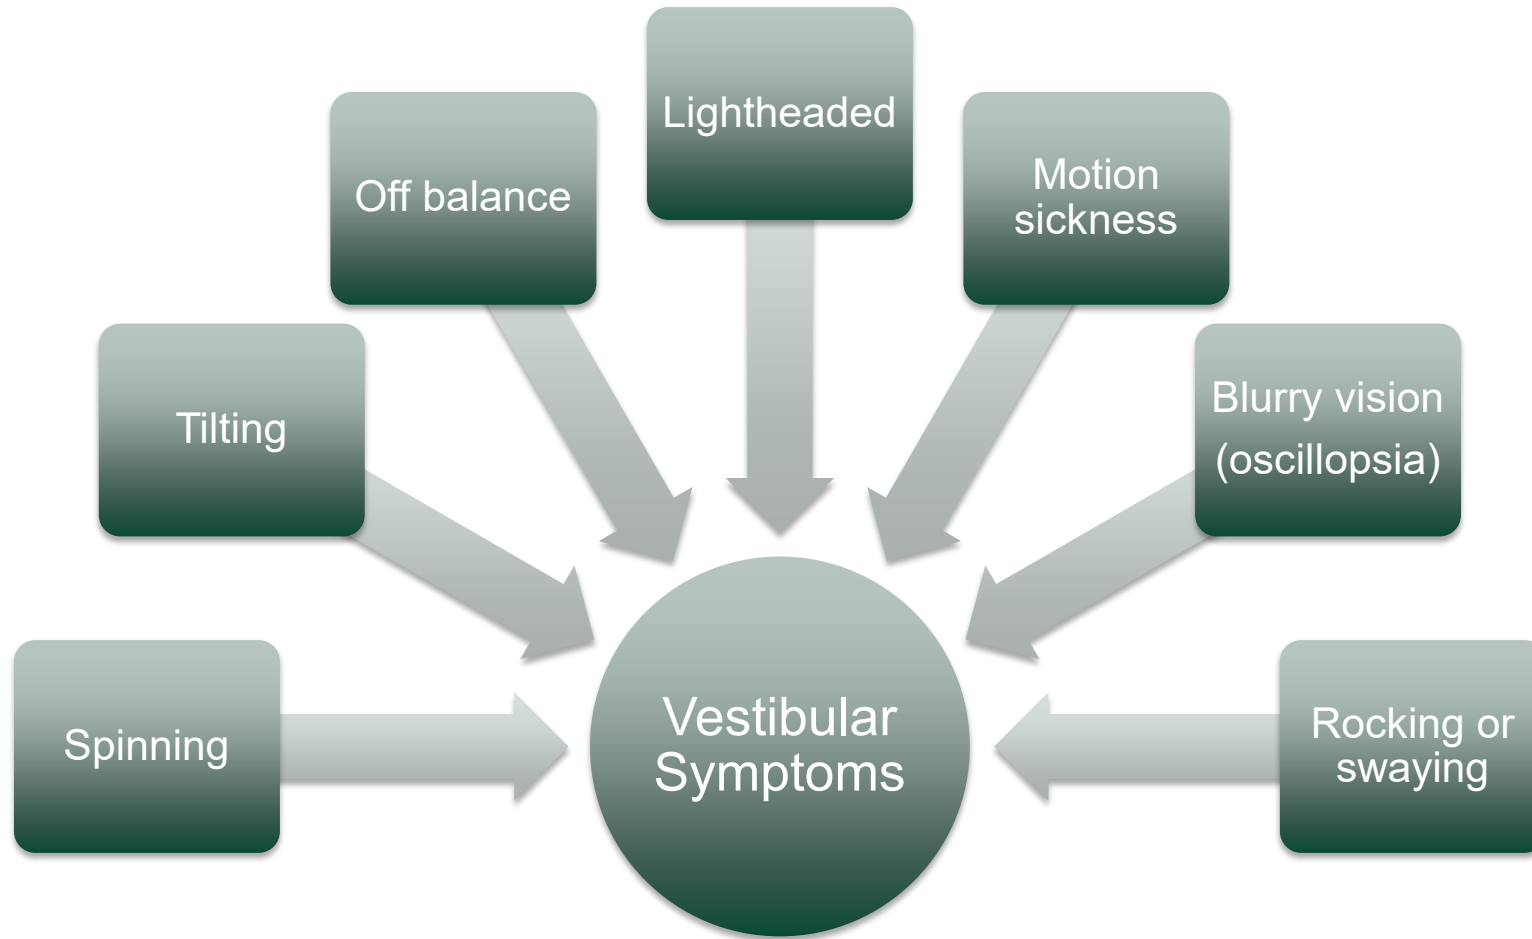 Lightheaded
Off balance
Motion
sickness
Tilting
Blurry vision
(oscillopsia)
Spinning
Vestibular
Symptoms
Rocking or
swaying